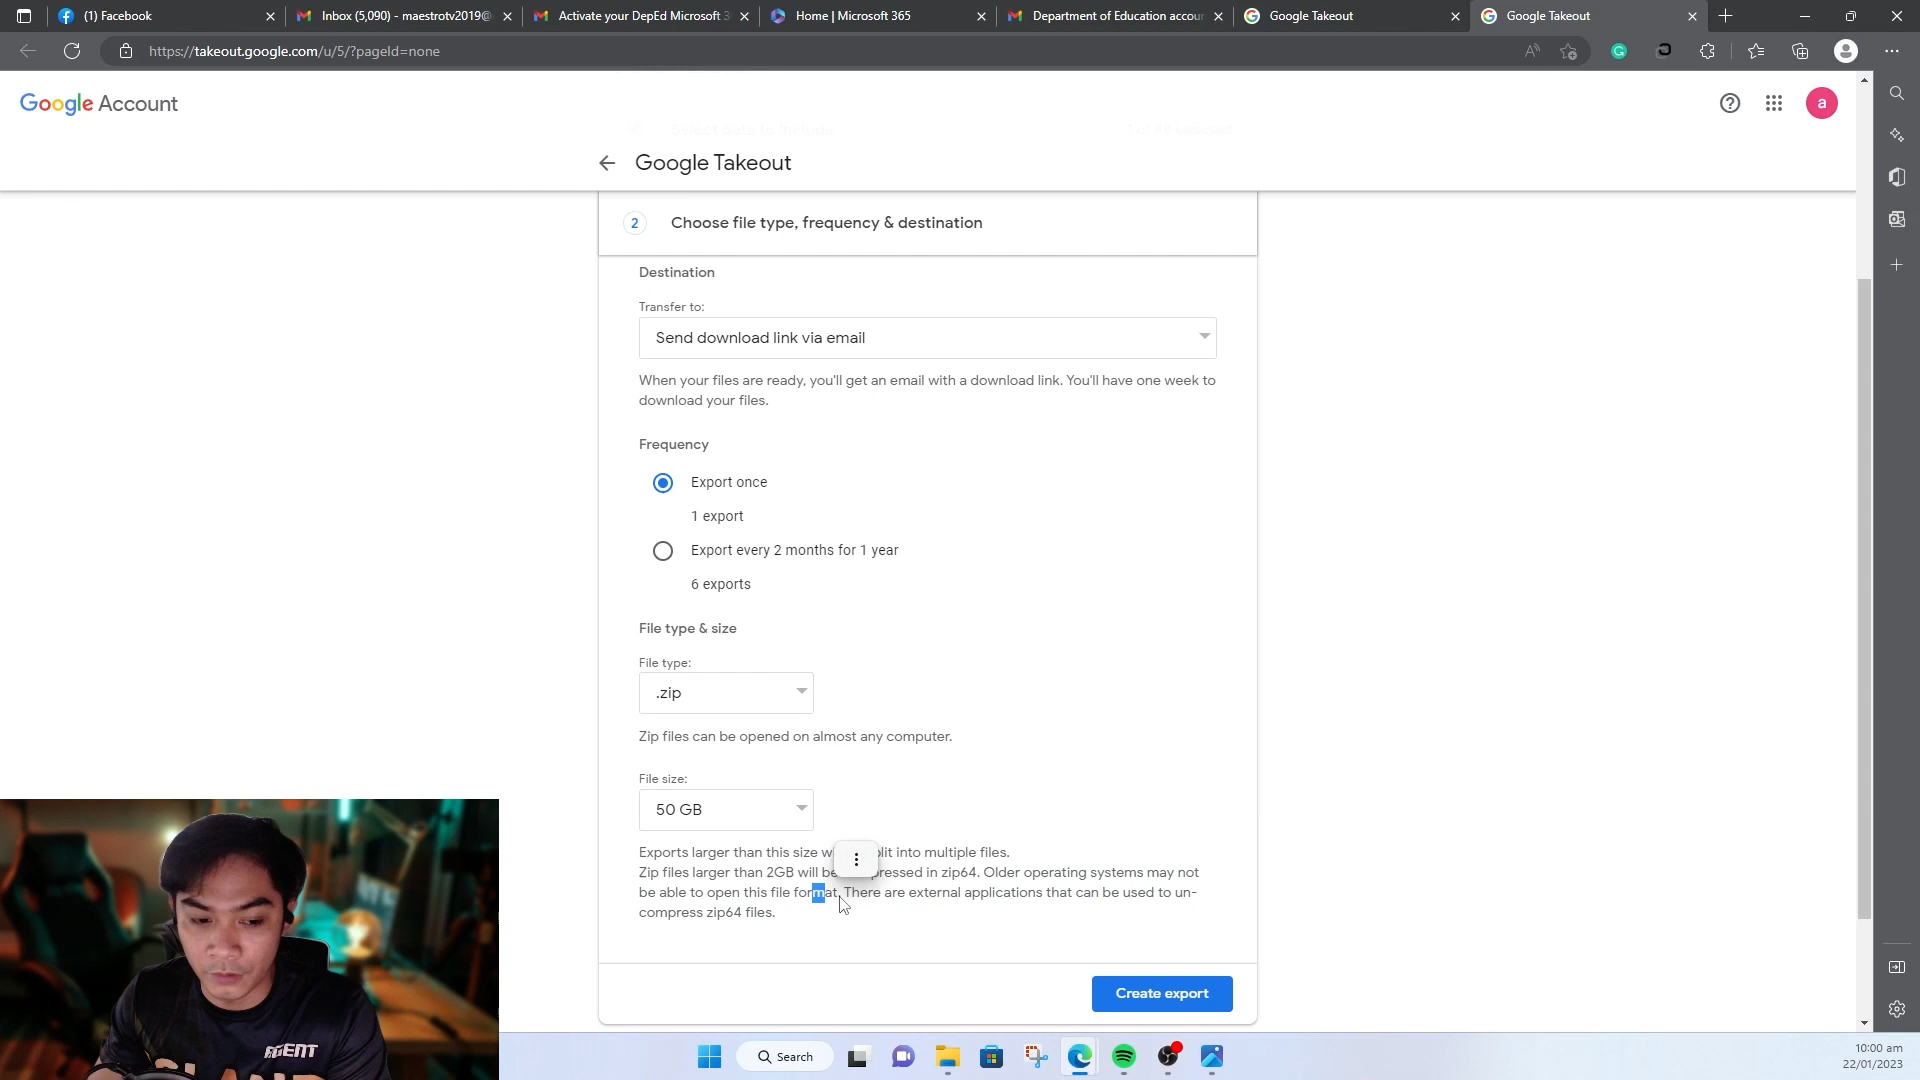 (1) Facebook
Inbox (5,090) - maestrotv2019@
Activate your DepEd Microsoft 3
Home | Microsoft 365
Department of Education accou
Google Takeout
Google Takeout
https://takeout.google.com/u/5/?pageId=none
Google Account
a
Select data to include
Google Takeout
2 Choose file type, frequency & destination
Destination
Transfer to:
Send download link via email
When your files are ready, you'll get an email with a download link. You'll have one week to
download your files.
Frequency
Export once
1 export
Export every 2 months for 1 year
6 exports
File type & size
File type:
.zip
Zip files can be opened on almost any computer.
File size:
50 GB
Exports larger than this size w lit into multiple files.
Zip files larger than 2GB will be pressed in zip64. Older operating systems may not
be able to open this file format. There are external applications that can be used to un-
compress zip64 files.
Create export
Search
10:00 am
22/01/2023